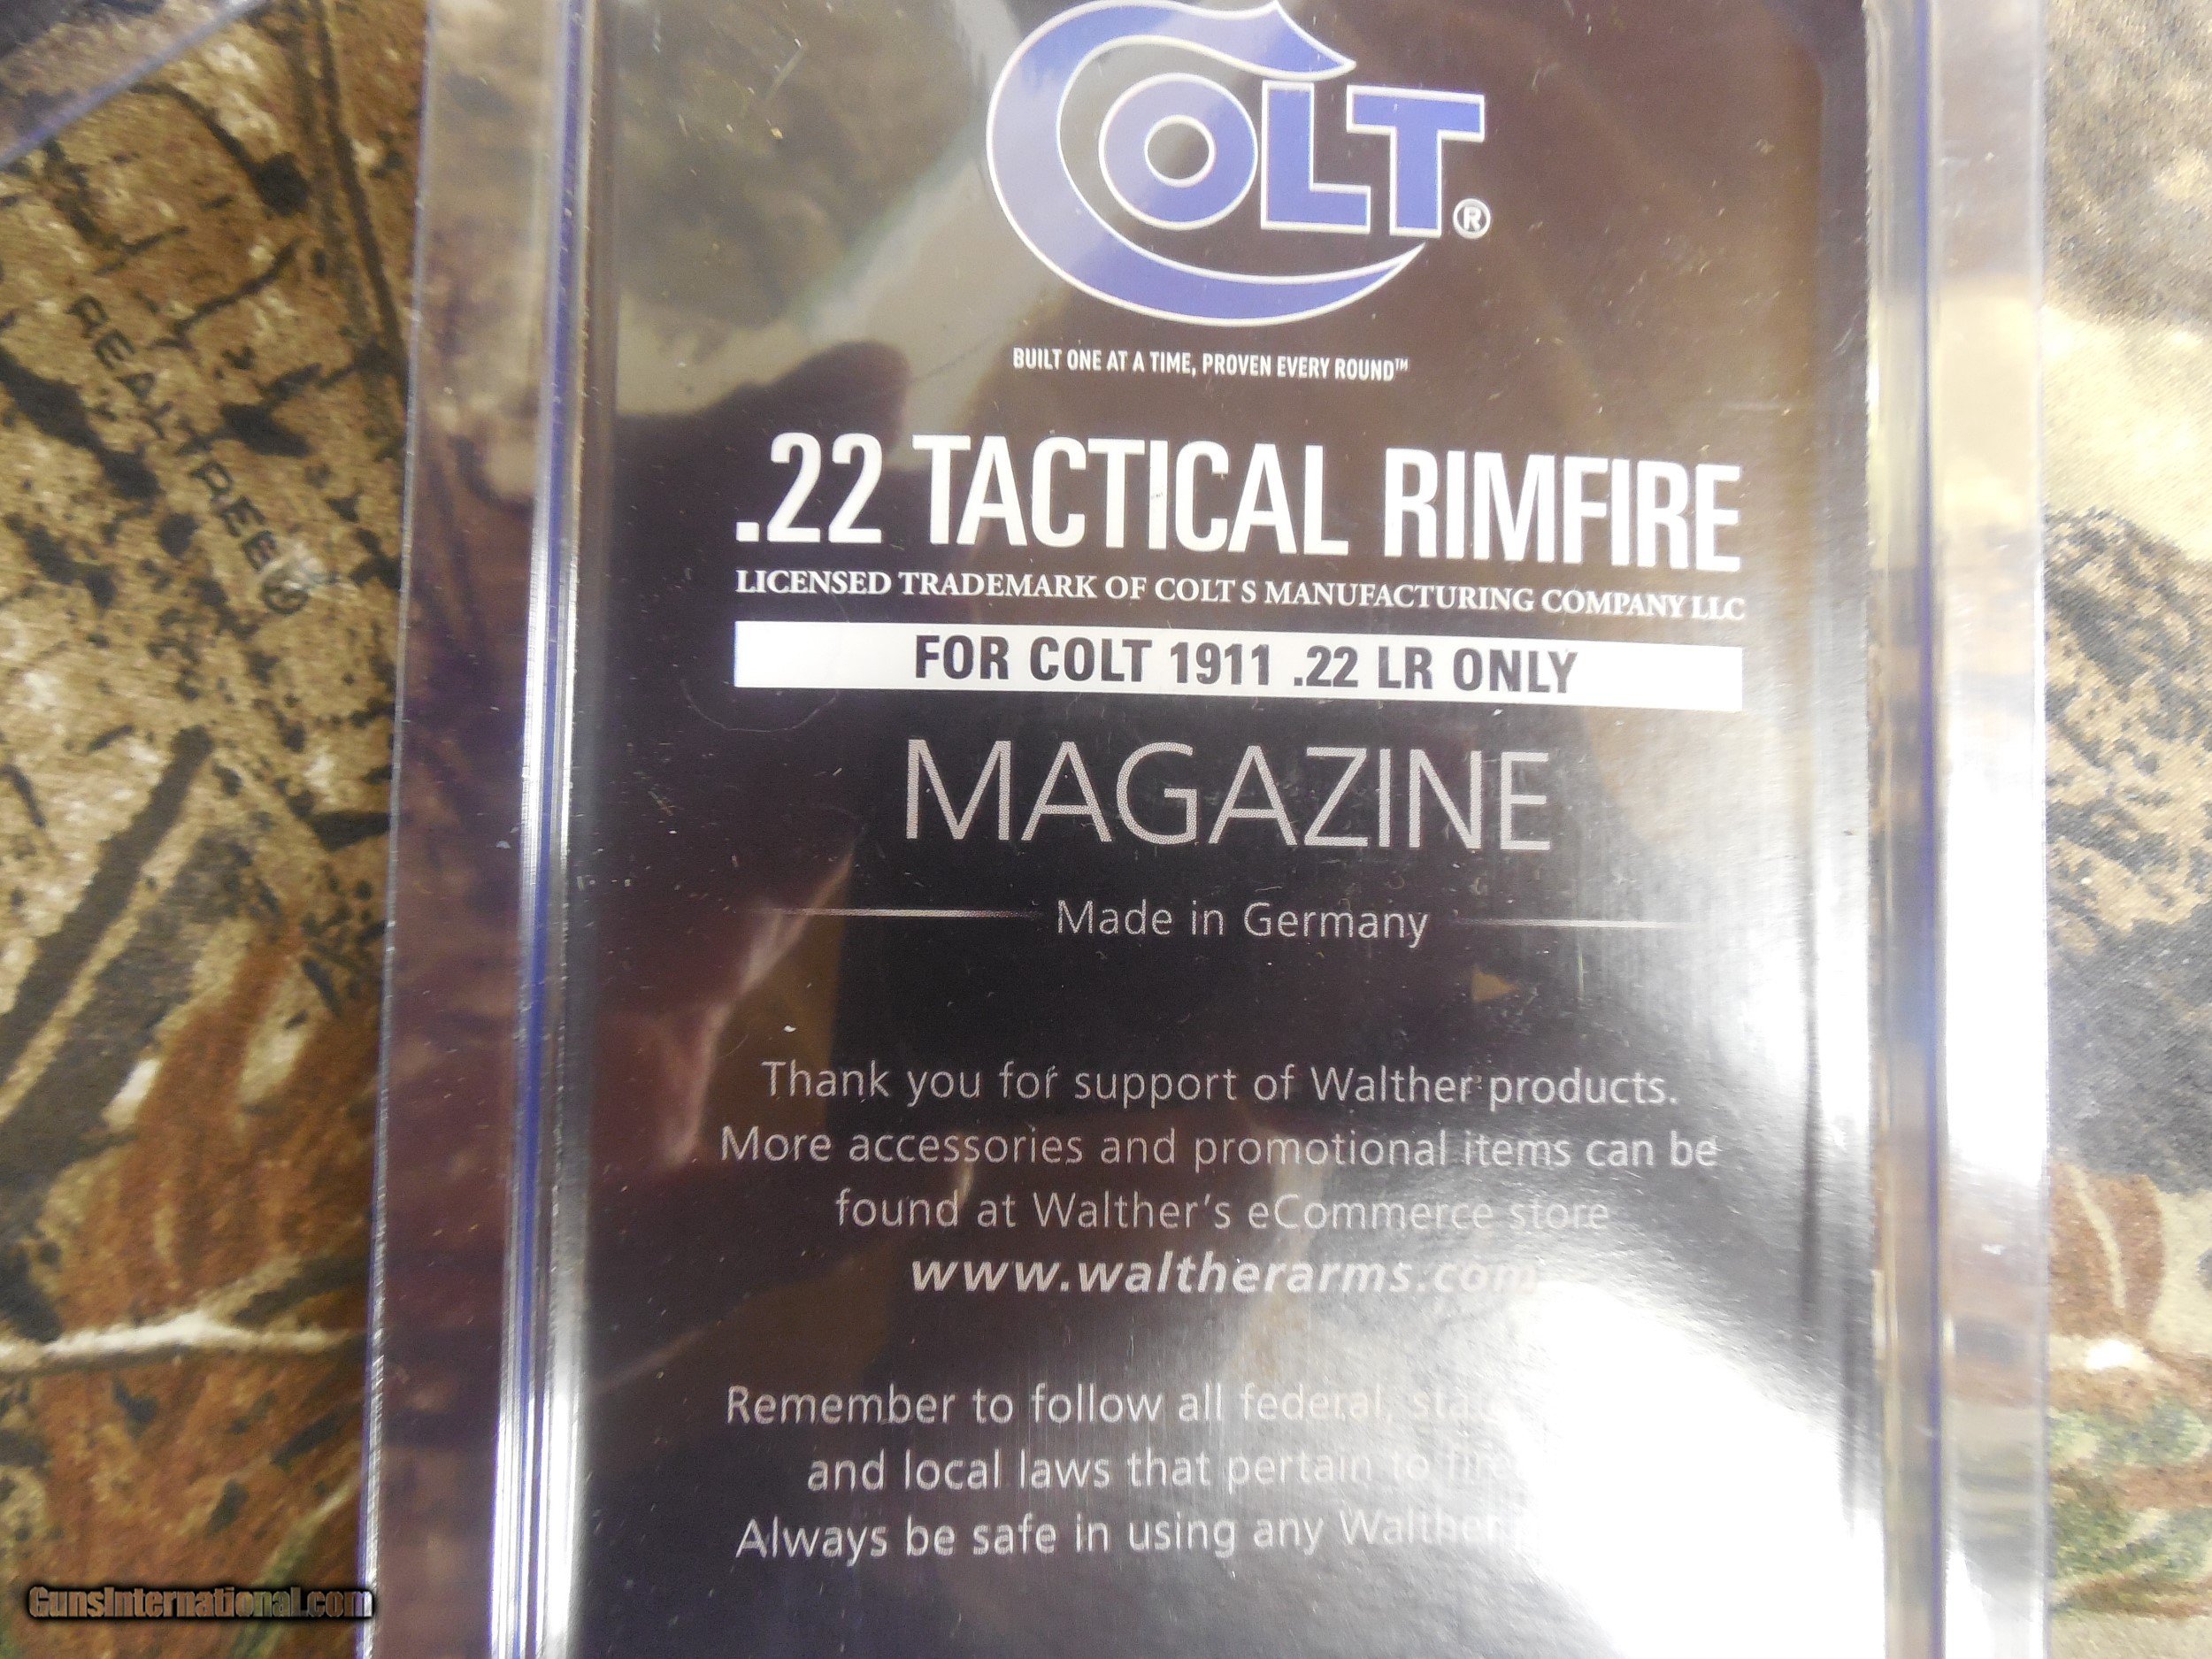 COLT®
BUILT ONE AT A TIME, PROVEN EVERY ROUND™
.22 TACTICAL RIMFIRE
LICENSED TRADEMARK OF COLT S MANUFACTURING COMPANY LLC
FOR COLT 1911 .22 LR ONLY
MAGAZINE
Made in Germany
Thank you for support of Walther products.
More accessories and promotional items can be
found at Walther's eCommerce store
www.waltherarms.com
Remember to follow all federal,
and local laws that pertain to
Always be safe in using any Walther
REALTREE®
GunsInternational.com